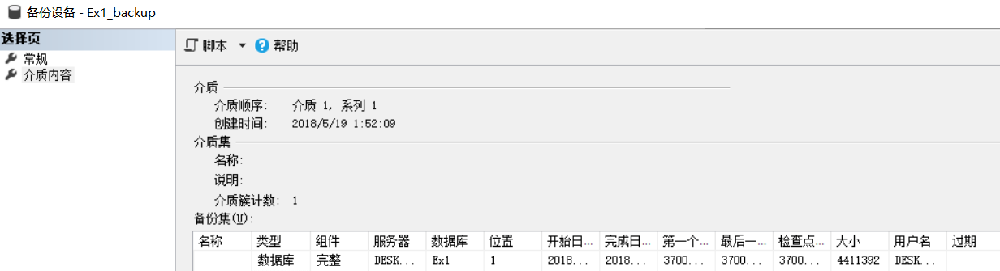 备份设备 - Ex1_backup
选择页
常规
介质内容
脚本 帮助
介质
介质顺序: 介质 1, 系列 1
创建时间: 2018/5/19 1:52:09
介质集
名称:
说明:
介质簇计数: 1
备份集(U):
名称 类型 组件 服务器 数据库 位置 开始日... 完成日... 第一个... 最后一... 检查点... 大小 用户名 过期
数据库 完整 DESK... Ex1 1 2018... 2018... 3700... 3700... 3700... 4411392 DESK...